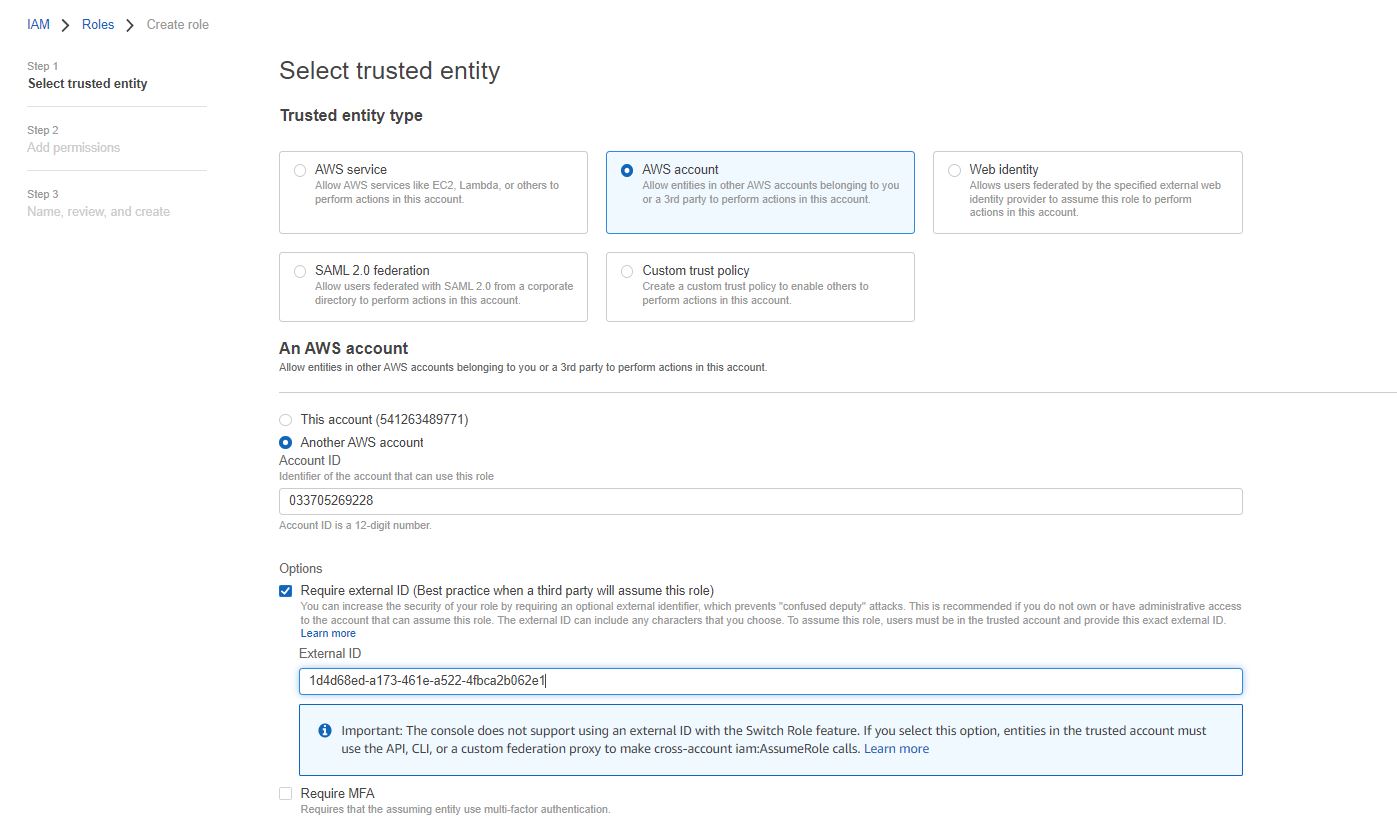 IAM > Roles > Create role
Step 1
Select trusted entity
Step 2
Add permissions
Step 3
Name, review, and create
Select trusted entity
Trusted entity type
AWS service
Allow AWS services like EC2, Lambda, or others to
perform actions in this account.
AWS account
Allow entities in other AWS accounts belonging to you
or a 3rd party to perform actions in this account.
Web identity
Allows users federated by the specified external web
identity provider to assume this role to perform
actions in this account.
SAML 2.0 federation
Allow users federated with SAML 2.0 from a corporate
directory to perform actions in this account.
Custom trust policy
Create a custom trust policy to enable others to
perform actions in this account.
An AWS account
Allow entities in other AWS accounts belonging to you or a 3rd party to perform actions in this account.
This account (541263489771)
Another AWS account
Account ID
Identifier of the account that can use this role
033705269228
Account ID is a 12-digit number.
Options
Require external ID (Best practice when a third party will assume this role)
You can increase the security of your role by requiring an optional external identifier, which prevents "confused deputy" attacks. This is recommended if you do not own or have administrative access
to the account that can assume this role. The external ID can include any characters that you choose. To assume this role, users must be in the trusted account and provide this exact external ID.
Learn more
External ID
1d4d68ed-a173-461e-a522-4fbca2b062e1
Important: The console does not support using an external ID with the Switch Role feature. If you select this option, entities in the trusted account must
use the API, CLI, or a custom federation proxy to make cross-account iam:AssumeRole calls. Learn more
Require MFA
Requires that the assuming entity use multi-factor authentication.